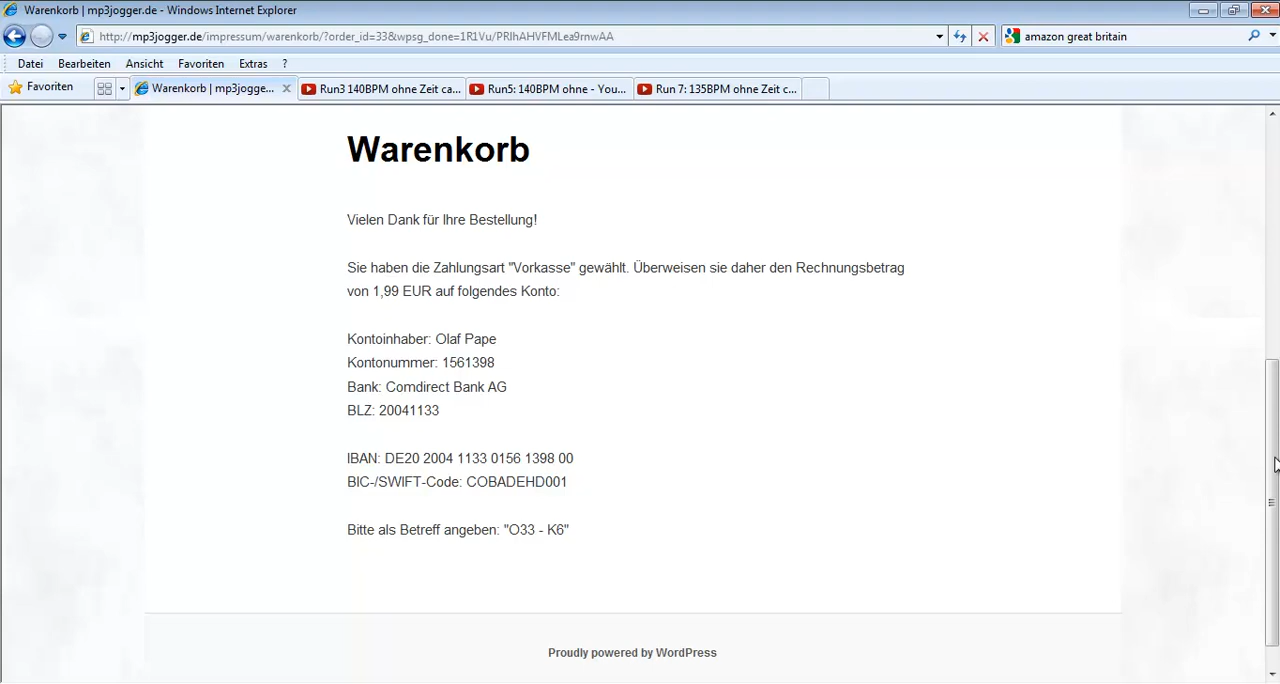 Warenkorb | mp3jogger.de - Windows Internet Explorer
http://mp3jogger.de/impressum/warenkorb/?order_id=33&wpsg_done=1R1Vu/PRIhAHVFMLea9rnwAA
amazon great britain
Datei Bearbeiten Ansicht Favoriten Extras ?
Favoriten
Warenkorb | mp3jogge...
Run3 140BPM ohne Zeit ca...
Run5: 140BPM ohne - You...
Run 7: 135BPM ohne Zeit c...
Warenkorb
Vielen Dank für Ihre Bestellung!
Sie haben die Zahlungsart "Vorkasse" gewählt. Überweisen sie daher den Rechnungsbetrag
von 1,99 EUR auf folgendes Konto:
Kontoinhaber: Olaf Pape
Kontonummer: 1561398
Bank: Comdirect Bank AG
BLZ: 20041133
IBAN: DE20 2004 1133 0156 1398 00
BIC-/SWIFT-Code: COBADEHD001
Bitte als Betreff angeben: "O33 - K6"
Proudly powered by WordPress